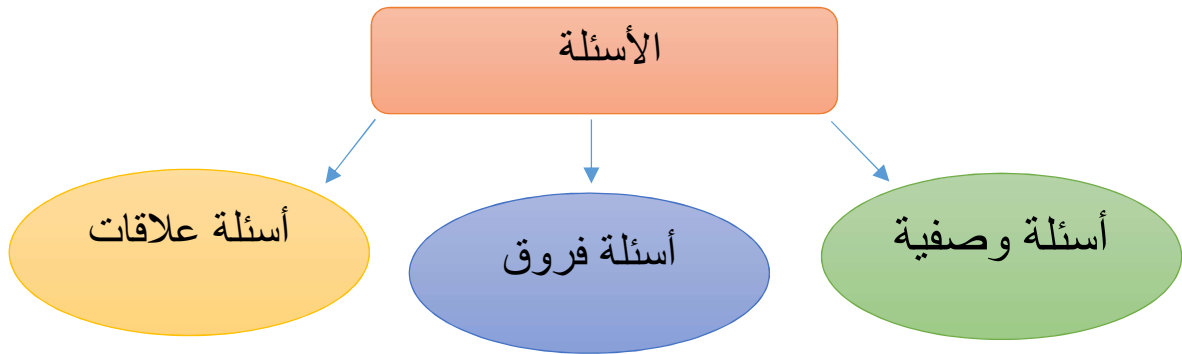 الأسئلة
أسئلة وصفية
أسئلة فروق
أسئلة علاقات